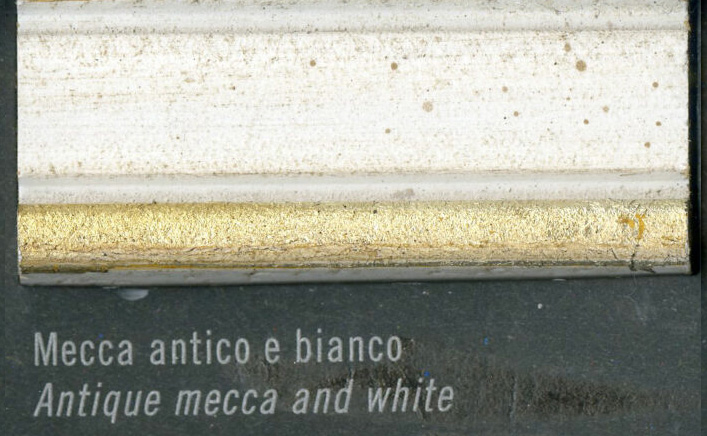 Mecca antico e bianco
Antique mecca and white